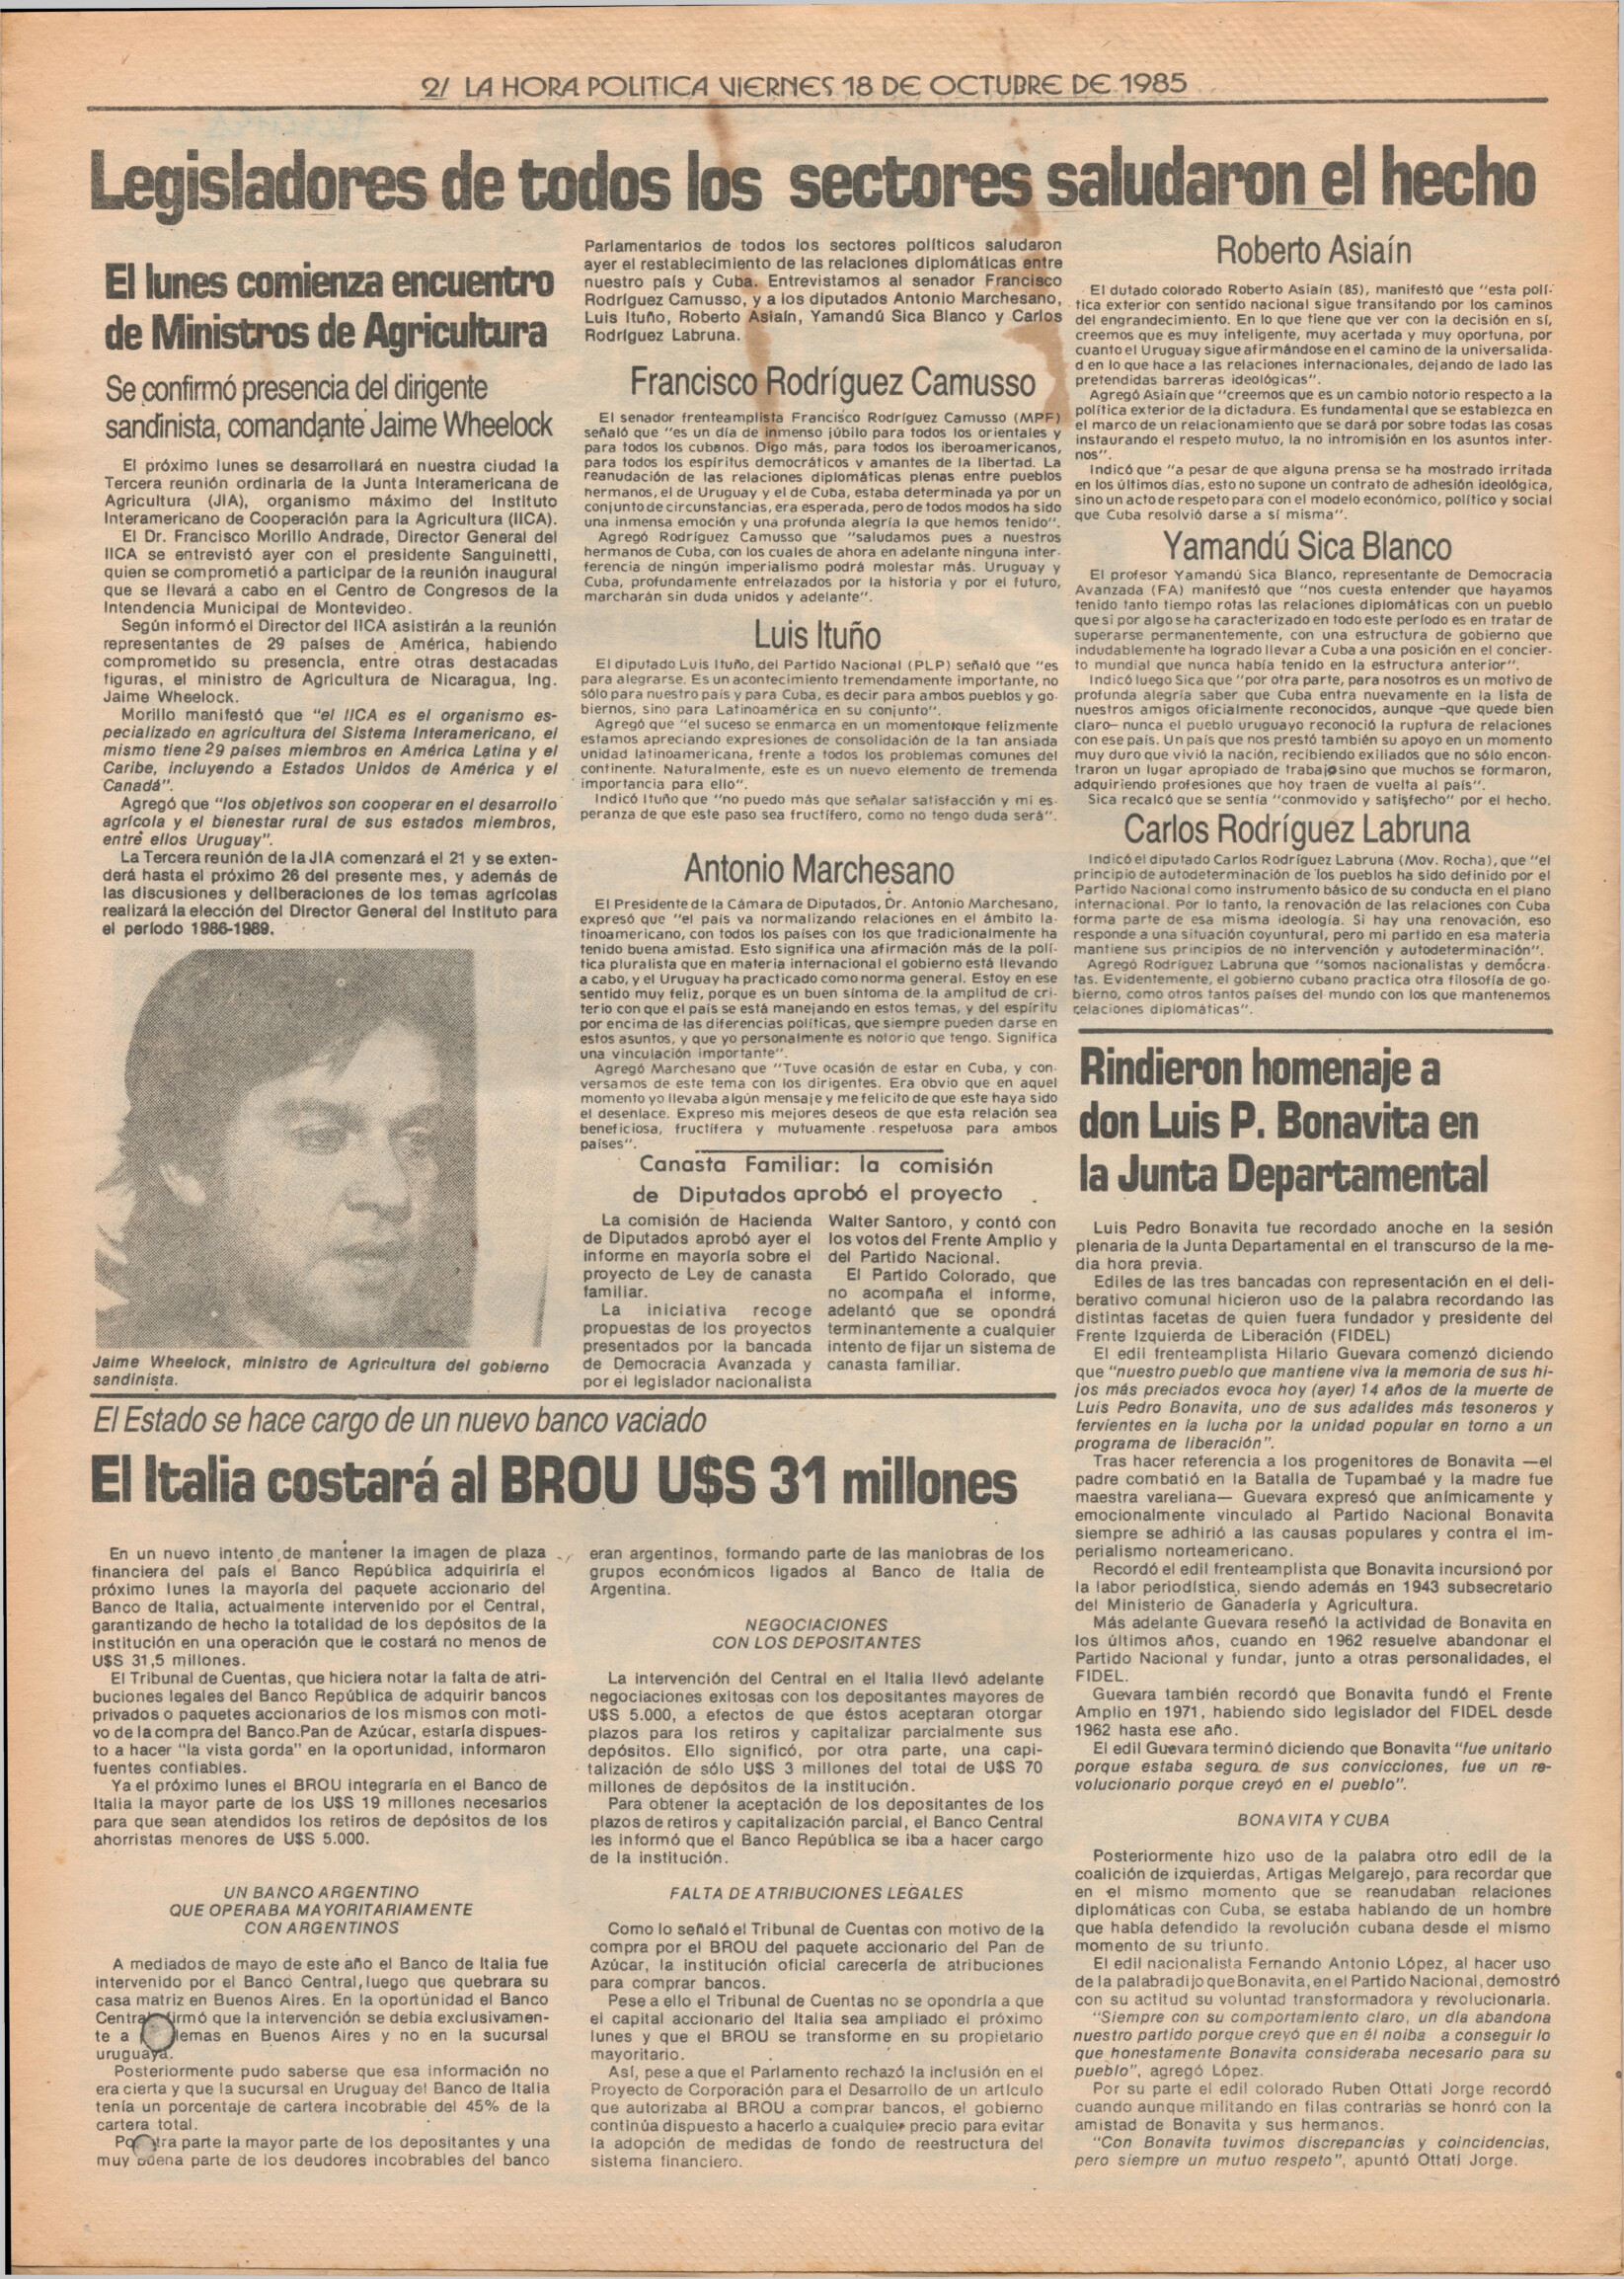 2/ LA HORA POLITICA VIERNES 18 DE OCTUBRE DE 1985
Legisladores de todos los sectores saludaron el hecho
El lunes comienza encuentro
de Ministros de Agricultura
Se confirmó presencia del dirigente
sandinista, comandante Jaime Wheelock
El próximo lunes se desarrollará en nuestra ciudad la
Tercera reunión ordinaria de la Junta Interamericana de
Agricultura (JIA), organismo máximo del Instituto
Interamericano de Cooperación para la Agricultura (IICA).
El Dr. Francisco Morillo Andrade, Director General del
IICA se entrevistó ayer con el presidente Sanguinetti,
quien se comprometió a participar de la reunión inaugural
que se llevará a cabo en el Centro de Congresos de la
Intendencia Municipal de Montevideo.
Según informó el Director del IICA asistirán a la reunión
representantes de 29 países de América, habiendo
comprometido su presencia, entre otras destacadas
figuras, el ministro de Agricultura de Nicaragua, Ing.
Jaime Wheelock.
Morillo manifestó que "el IICA es el organismo es-
pecializado en agricultura del Sistema Interamericano, el
mismo tiene 29 países miembros en América Latina y el
Caribe, incluyendo a Estados Unidos de América y el
Canadá".
Agregó que "los objetivos son cooperar en el desarrollo
agrícola y el bienestar rural de sus estados miembros,
entre ellos Uruguay".
La Tercera reunión de la JIA comenzará el 21 y se exten-
derá hasta el próximo 26 del presente mes, y además de
las discusiones y deliberaciones de los temas agrícolas
realizará la elección del Director General del Instituto para
el período 1986-1989.
Jaime Wheelock, ministro de Agricultura del gobierno
sandinista.
Parlamentarios de todos los sectores políticos saludaron
ayer el restablecimiento de las relaciones diplomáticas entre
nuestro país y Cuba. Entrevistamos al senador Francisco
Rodríguez Camusso, y a los diputados Antonio Marchesano,
Luis Ituño, Roberto Asiaín, Yamandú Sica Blanco y Carlos
Rodríguez Labruna.
Francisco Rodríguez Camusso
El senador frenteamplista Francisco Rodríguez Camusso (MPF)
señaló que "es un día de inmenso júbilo para todos los orientales y
para todos los cubanos. Digo más, para todos los iberoamericanos,
para todos los espíritus democráticos y amantes de la libertad. La
reanudación de las relaciones diplomáticas plenas entre pueblos
hermanos, el de Uruguay y el de Cuba, estaba determinada ya por un
conjunto de circunstancias, era esperada, pero de todos modos ha sido
una inmensa emoción y una profunda alegría la que hemos tenido".
Agregó Rodríguez Camusso que "saludamos pues a nuestros
hermanos de Cuba, con los cuales de ahora en adelante ninguna inter-
ferencia de ningún imperialismo podrá molestar más. Uruguay y
Cuba, profundamente entrelazados por la historia y por el futuro,
marcharán sin duda unidos y adelante".
Luis Ituño
El diputado Luis Ituño, del Partido Nacional (PLP) señaló que "es
para alegrarse. Es un acontecimiento tremendamente importante, no
sólo para nuestro país y para Cuba, es decir para ambos pueblos y go-
biernos, sino para Latinoamérica en su conjunto".
Agregó que "el suceso se enmarca en un momento que felizmente
estamos apreciando expresiones de consolidación de la tan ansiada
unidad latinoamericana, frente a todos los problemas comunes del
continente. Naturalmente, este es un nuevo elemento de tremenda
importancia para ello".
Indicó Ituño que "no puedo más que señalar satisfacción y mi es-
peranza de que este paso sea fructífero, como no tengo duda será".
Antonio Marchesano
El Presidente de la Cámara de Diputados, Dr. Antonio Marchesano,
expresó que "el país va normalizando relaciones en el ámbito la-
tinoamericano, con todos los países con los que tradicionalmente ha
tenido buena amistad. Esto significa una afirmación más de la polí-
tica pluralista que en materia internacional el gobierno está llevando
a cabo, y el Uruguay ha practicado como norma general. Estoy en ese
sentido muy feliz, porque es un buen síntoma de la amplitud de cri-
terio con que el país se está manejando en estos temas, y del espíritu
por encima de las diferencias políticas, que siempre pueden darse en
estos asuntos, y que yo personalmente es notorio que tengo. Significa
una vinculación importante".
Agregó Marchesano que "Tuve ocasión de estar en Cuba, y con-
versamos de este tema con los dirigentes. Era obvio que en aquel
momento yo llevaba algún mensaje y me felicito de que este haya sido
el desenlace. Expreso mis mejores deseos de que esta relación sea
beneficiosa, fructífera y mutuamente respetuosa para ambos
países".
Canasta Familiar: la comisión
de Diputados aprobó el proyecto
La comisión de Hacienda
de Diputados aprobó ayer el
informe en mayoría sobre el
proyecto de Ley de canasta
familiar.
La iniciativa recoge
propuestas de los proyectos
presentados por la bancada
de Democracia Avanzada y
por el legislador nacionalista
Walter Santoro, y contó con
los votos del Frente Amplio y
del Partido Nacional.
El Partido Colorado, que
no acompaña el informe,
adelantó que se opondrá
terminantemente a cualquier
intento de fijar un sistema de
canasta familiar.
Roberto Asiaín
El dutado colorado Roberto Asiaín (85), manifestó que "esta polí-
tica exterior con sentido nacional sigue transitando por los caminos
del engrandecimiento. En lo que tiene que ver con la decisión en sí,
creemos que es muy inteligente, muy acertada y muy oportuna, por
cuanto el Uruguay sigue afirmándose en el camino de la universalida-
d en lo que hace a las relaciones internacionales, dejando de lado las
pretendidas barreras ideológicas".
Agregó Asiaín que "creemos que es un cambio notorio respecto a la
política exterior de la dictadura. Es fundamental que se establezca en
el marco de un relacionamiento que se dará por sobre todas las cosas
instaurando el respeto mutuo, la no intromisión en los asuntos inter-
nos".
Indicó que "a pesar de que alguna prensa se ha mostrado irritada
en los últimos días, esto no supone un contrato de adhesión ideológica,
sino un acto de respeto para con el modelo económico, político y social
que Cuba resolvió darse a sí misma".
Yamandú Sica Blanco
El profesor Yamandú Sica Blanco, representante de Democracia
Avanzada (FA) manifestó que "nos cuesta entender que hayamos
tenido tanto tiempo rotas las relaciones diplomáticas con un pueblo
que si por algo se ha caracterizado en todo este período es en tratar de
superarse permanentemente, con una estructura de gobierno que
indudablemente ha logrado llevar a Cuba a una posición en el concier-
to mundial que nunca había tenido en la estructura anterior".
Indicó luego Sica que "por otra parte, para nosotros es un motivo de
profunda alegría saber que Cuba entra nuevamente en la lista de
nuestros amigos oficialmente reconocidos, aunque -que quede bien
claro- nunca el pueblo uruguayo reconoció la ruptura de relaciones
con ese país. Un país que nos prestó también su apoyo en un momento
muy duro que vivió la nación, recibiendo exiliados que no sólo encon-
traron un lugar apropiado de trabajo sino que muchos se formaron,
adquiriendo profesiones que hoy traen de vuelta al país".
Sica recalcó que se sentía "conmovido y satisfecho" por el hecho.
Carlos Rodríguez Labruna
Indicó el diputado Carlos Rodríguez Labruna (Mov. Rocha), que "el
principio de autodeterminación de los pueblos ha sido definido por el
Partido Nacional como instrumento básico de su conducta en el plano
internacional. Por lo tanto, la renovación de las relaciones con Cuba
forma parte de esa misma ideología. Si hay una renovación, eso
responde a una situación coyuntural, pero mi partido en esa materia
mantiene sus principios de no intervención y autodeterminación".
Agregó Rodríguez Labruna que "somos nacionalistas y demócra-
tas. Evidentemente, el gobierno cubano practica otra filosofía de go-
bierno, como otros tantos países del mundo con los que mantenemos
relaciones diplomáticas".
Rindieron homenaje a
don Luis P. Bonavita en
la Junta Departamental
Luis Pedro Bonavita fue recordado anoche en la sesión
plenaria de la Junta Departamental en el transcurso de la me-
dia hora previa.
Ediles de las tres bancadas con representación en el deli-
berativo comunal hicieron uso de la palabra recordando las
distintas facetas de quien fuera fundador y presidente del
Frente Izquierda de Liberación (FIDEL)
El edil frenteamplista Hilario Guevara comenzó diciendo
que "nuestro pueblo que mantiene viva la memoria de sus hi-
jos más preciados evoca hoy (ayer) 14 años de la muerte de
Luis Pedro Bonavita, uno de sus adalides más tesoneros y
fervientes en la lucha por la unidad popular en torno a un
programa de liberación".
Tras hacer referencia a los progenitores de Bonavita —el
padre combatió en la Batalla de Tupambaé y la madre fue
maestra vareliana— Guevara expresó que anímicamente y
emocionalmente vinculado al Partido Nacional Bonavita
siempre se adhirió a las causas populares y contra el im-
perialismo norteamericano.
Recordó el edil frenteamplista que Bonavita incursionó por
la labor periodística, siendo además en 1943 subsecretario
del Ministerio de Ganadería y Agricultura.
Más adelante Guevara reseñó la actividad de Bonavita en
los últimos años, cuando en 1962 resuelve abandonar el
Partido Nacional y fundar, junto a otras personalidades, el
FIDEL.
Guevara también recordó que Bonavita fundó el Frente
Amplio en 1971, habiendo sido legislador del FIDEL desde
1962 hasta ese año.
El edil Guevara terminó diciendo que Bonavita "fue unitario
porque estaba seguro de sus convicciones, fue un re-
volucionario porque creyó en el pueblo".
BONAVITA Y CUBA
Posteriormente hizo uso de la palabra otro edil de la
coalición de izquierdas, Artigas Melgarejo, para recordar que
en el mismo momento que se reanudaban relaciones
diplomáticas con Cuba, se estaba hablando de un hombre
que había defendido la revolución cubana desde el mismo
momento de su triunto.
El edil nacionalista Fernando Antonio López, al hacer uso
de la palabra dijo que Bonavita, en el Partido Nacional, demostró
con su actitud su voluntad transformadora y revolucionaria.
"Siempre con su comportamiento claro, un día abandona
nuestro partido porque creyó que en él noiba a conseguir lo
que honestamente Bonavita consideraba necesario para su
pueblo", agregó López.
Por su parte el edil colorado Ruben Ottati Jorge recordó
cuando aunque militando en filas contrarias se honró con la
amistad de Bonavita y sus hermanos.
"Con Bonavita tuvimos discrepancias y coincidencias,
pero siempre un mutuo respeto", apuntó Ottati Jorge.
El Estado se hace cargo de un nuevo banco vaciado
El Italia costará al BROU U$S 31 millones
En un nuevo intento de mantener la imagen de plaza
financiera del país el Banco República adquiriría el
próximo lunes la mayoría del paquete accionario del
Banco de Italia, actualmente intervenido por el Central,
garantizando de hecho la totalidad de los depósitos de la
institución en una operación que le costará no menos de
U$S 31,5 millones.
El Tribunal de Cuentas, que hiciera notar la falta de atri-
buciones legales del Banco República de adquirir bancos
privados o paquetes accionarios de los mismos con moti-
vo de la compra del Banco.Pan de Azúcar, estaría dispues-
to a hacer "la vista gorda" en la oportunidad, informaron
fuentes confiables.
Ya el próximo lunes el BROU integraría en el Banco de
Italia la mayor parte de los U$S 19 millones necesarios
para que sean atendidos los retiros de depósitos de los
ahorristas menores de U$S 5.000.
UN BANCO ARGENTINO
QUE OPERABA MAYORITARIAMENTE
CON ARGENTINOS
A mediados de mayo de este año el Banco de Italia fue
intervenido por el Banco Central, luego que quebrara su
casa matriz en Buenos Aires. En la oportunidad el Banco
Central afirmó que la intervención se debía exclusivamen-
te a lemas en Buenos Aires y no en la sucursal
uruguaya.
Posteriormente pudo saberse que esa información no
era cierta y que la sucursal en Uruguay del Banco de Italia
tenía un porcentaje de cartera incobrable del 45% de la
cartera total.
Por otra parte la mayor parte de los depositantes y una
muy buena parte de los deudores incobrables del banco
eran argentinos, formando parte de las maniobras de los
grupos económicos ligados al Banco de Italia de
Argentina.
NEGOCIACIONES
CON LOS DEPOSITANTES
La intervención del Central en el Italia llevó adelante
negociaciones exitosas con los depositantes mayores de
U$S 5.000, a efectos de que éstos aceptaran otorgar
plazos para los retiros y capitalizar parcialmente sus
depósitos. Ello significó, por otra parte, una capi-
talización de sólo U$S 3 millones del total de U$S 70
millones de depósitos de la institución.
Para obtener la aceptación de los depositantes de los
plazos de retiros y capitalización parcial, el Banco Central
les informó que el Banco República se iba a hacer cargo
de la institución.
FALTA DE ATRIBUCIONES LEGALES
Como lo señaló el Tribunal de Cuentas con motivo de la
compra por el BROU del paquete accionario del Pan de
Azúcar, la institución oficial carecería de atribuciones
para comprar bancos.
Pese a ello el Tribunal de Cuentas no se opondría a que
el capital accionario del Italia sea ampliado el próximo
lunes y que el BROU se transforme en su propietario
mayoritario.
Así, pese a que el Parlamento rechazó la inclusión en el
Proyecto de Corporación para el Desarrollo de un artículo
que autorizaba al BROU a comprar bancos, el gobierno
continúa dispuesto a hacerlo a cualquier precio para evitar
la adopción de medidas de fondo de reestructura del
sistema financiero.